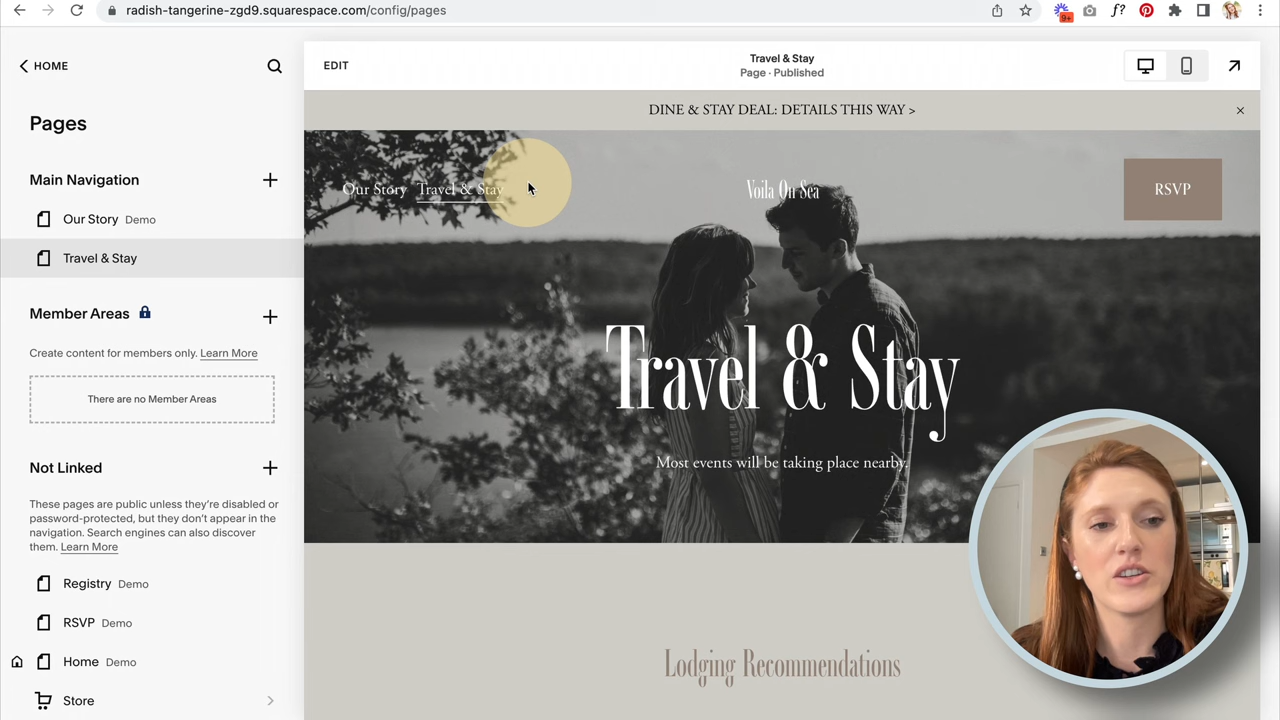 radish-tangerine-zgd9.squarespace.com/config/pages
9+
f?
HOME
Pages
Main Navigation
Our Story Demo
Travel & Stay
Member Areas
Create content for members only. Learn More
There are no Member Areas
Not Linked
These pages are public unless they're disabled or
password-protected, but they don't appear in the
navigation. Search engines can also discover
them. Learn More
Registry Demo
RSVP Demo
Home Demo
Store
EDIT
Travel & Stay
Page · Published
DINE & STAY DEAL: DETAILS THIS WAY >
Our Story Travel & Stay
Voila On Sea
RSVP
Travel & Stay
Most events will be taking place nearby.
Lodging Recommendations